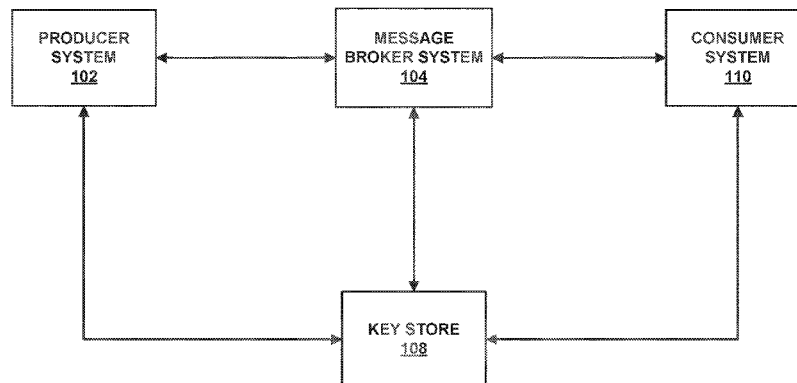 PRODUCER
SYSTEM
102
MESSAGE
BROKER SYSTEM
104
CONSUMER
SYSTEM
110
KEY STORE
108